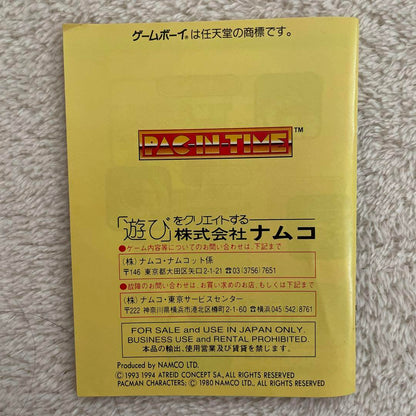 ゲームボーイ®は任天堂の商標です。
PAC-IN-TIME™
「遊び」をクリエイトする
株式会社ナムコ
●ゲーム内容等についてのお問い合わせは、下記まで
(株)ナムコ・ナムコット係
〒146 東京都大田区矢口2-1-21 ☎03(3756)7651
●故障のお問い合わせは、お買い求めのお店、もしくは下記まで
(株)ナムコ・東京サービスセンター
〒222 神奈川県横浜市港北区樽町2-1-60 ☎横浜045(542)8761
FOR SALE and USE IN JAPAN ONLY.
BUSINESS USE and RENTAL PROHIBITED.
本品の輸出、使用営業及び賃貸を禁じます。
Produced by NAMCO LTD.
Ⓒ 1993 1994 ATREID CONCEPT SA., ALL RIGHTS RESERVED
PACMAN CHARACTERS: Ⓒ 1980 NAMCO LTD., ALL RIGHTS RESERVED